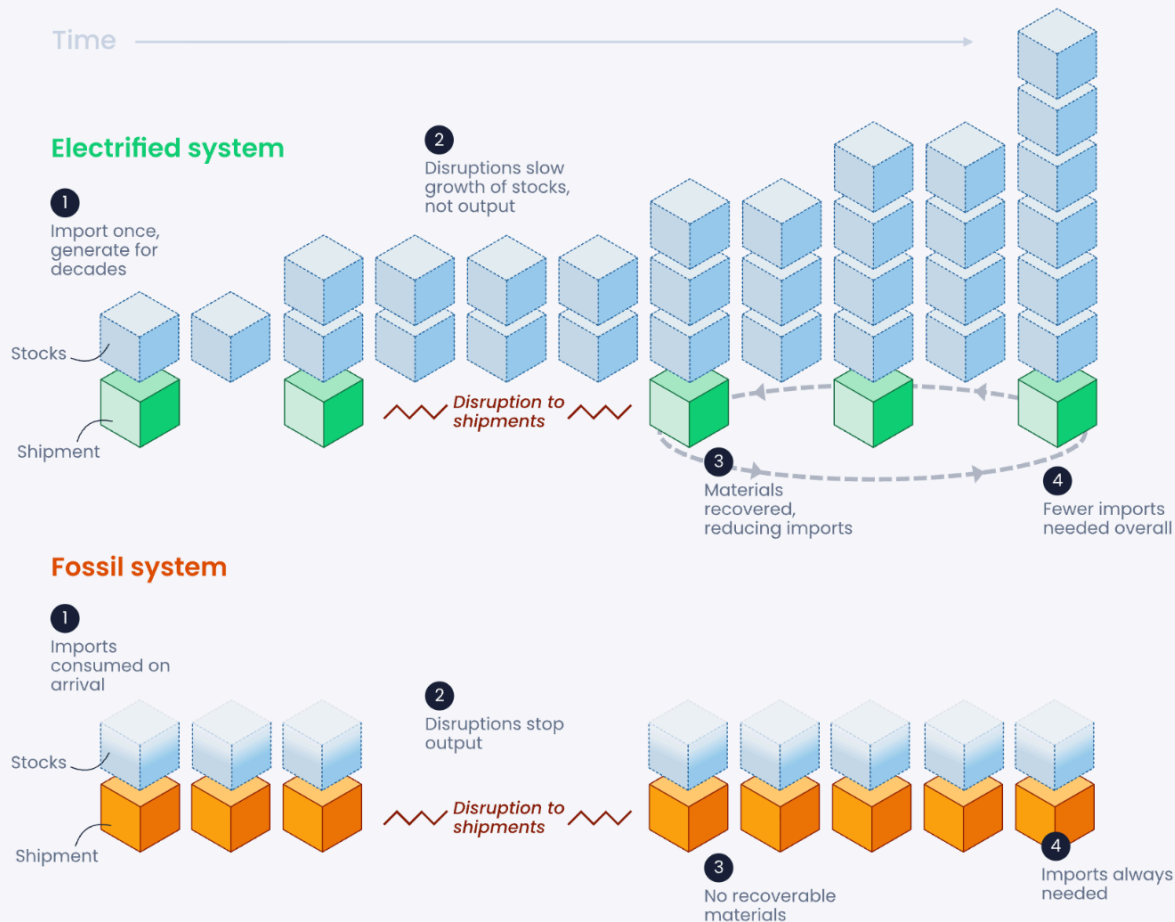 Time
Electrified system
1
Import once,
generate for
decades
2
Disruptions slow
growth of stocks,
not output
Stocks
Shipment
Disruption to
shipments
3
Materials
recovered,
reducing imports
4
Fewer imports
needed overall
Fossil system
1
Imports
consumed on
arrival
2
Disruptions stop
output
Stocks
Shipment
Disruption to
shipments
3
No recoverable
materials
4
Imports always
needed